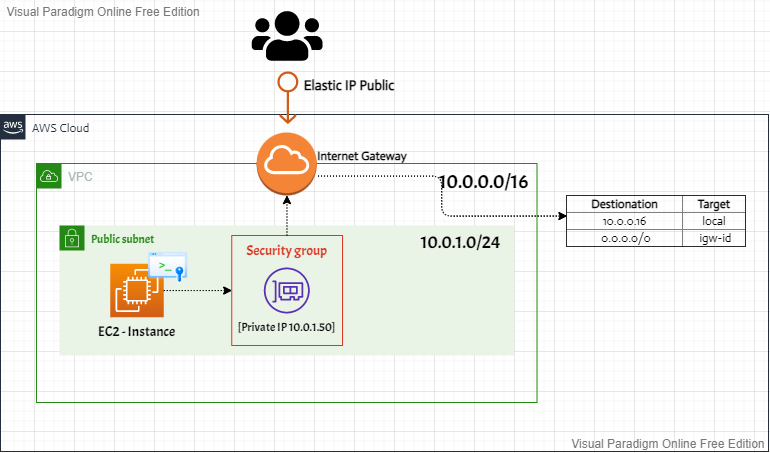 Visual Paradigm Online Free Edition
Elastic IP Public
aws
AWS Cloud
Internet Gateway
VPC
10.0.0.0/16
Destionation Target
10.0.0.16 local
0.0.0.0/0 igw-id
Public subnet
10.0.1.0/24
Security group
>_
EC2 - Instance
[Private IP 10.0.1.50]
Visual Paradigm Online Free Edition